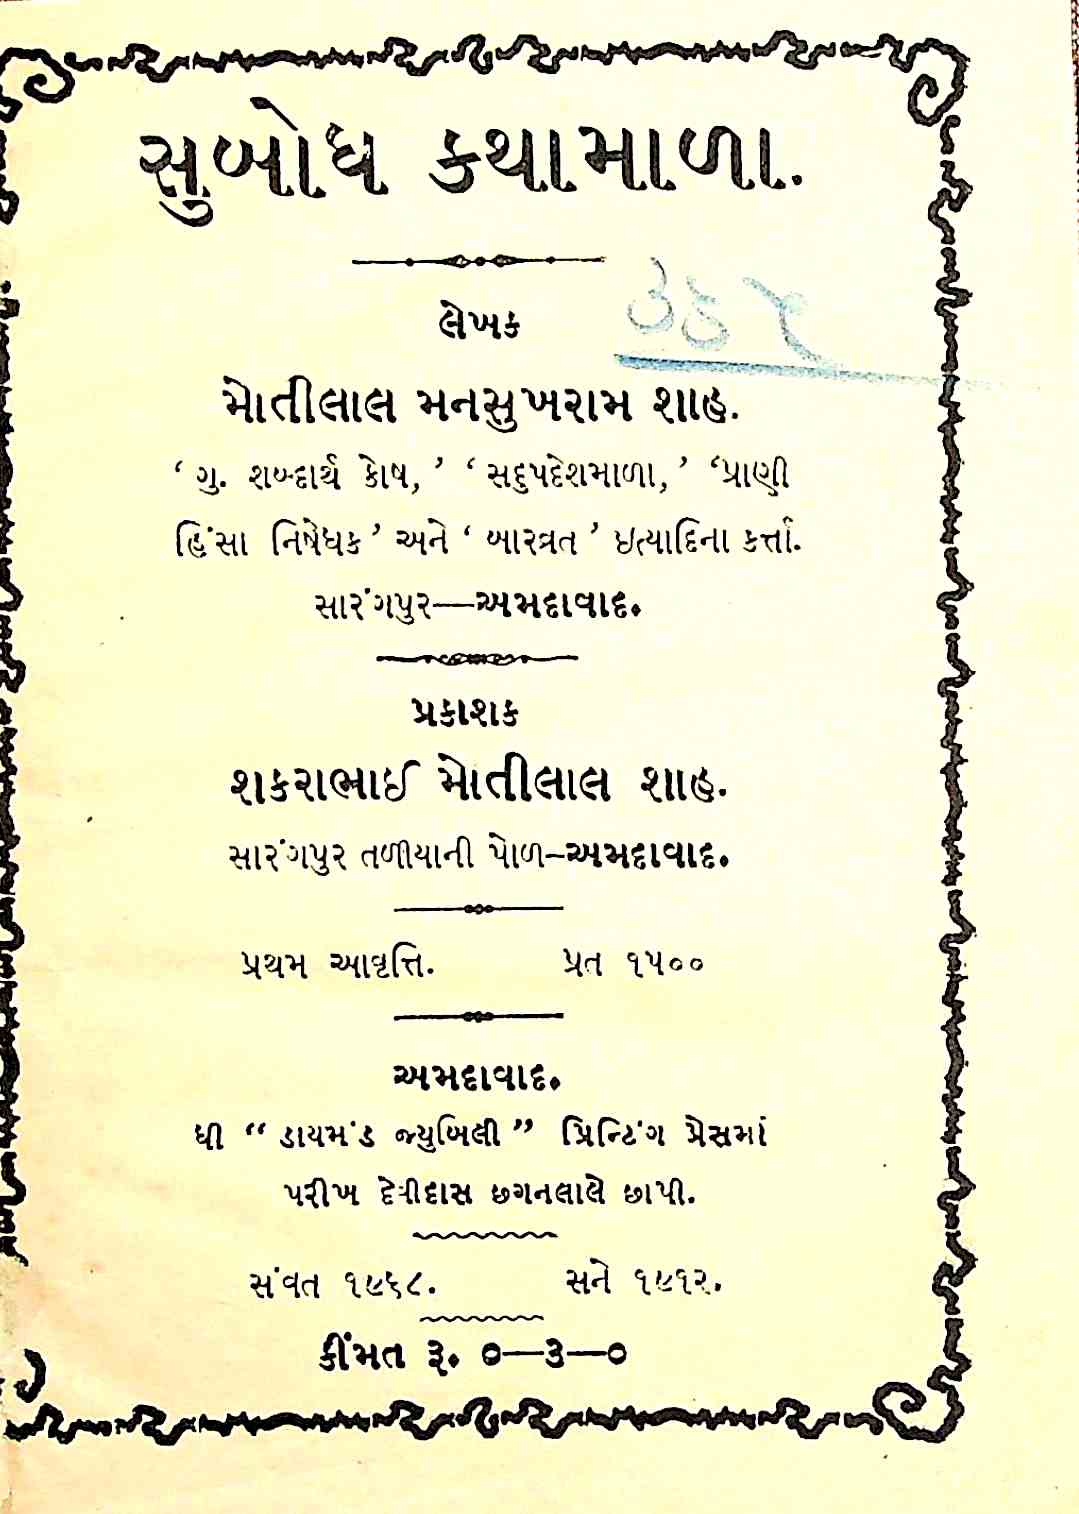 સુબોધ કથામાળા.
લેખક
મોતીલાલ મનસુખરામ શાહ.
‘ ગુ. શબ્દાર્થ કોષ, ’ ‘ સદુપદેશમાળા, ’ ‘પ્રાણી
હિંસા નિષેધક ’ અને ‘ બારવ્રત ’ ઇત્યાદિના કર્ત્તા.
સારંગપુર—અમદાવાદ.
પ્રકાશક
શકરાભાઈ મોતીલાલ શાહ.
સારંગપુર તળીયાની પોળ–અમદાવાદ.
પ્રથમ આવૃત્તિ. પ્રત ૧૫૦૦
અમદાવાદ.
ધી “ ડાયમંડ જ્યુબિલી ” પ્રિન્ટિંગ પ્રેસમાં
પરીખ દેવીદાસ છગનલાલે છાપી.
સંવત ૧૯૬૮. સને ૧૯૧૨.
કીંમત રૂ. ૦—૩—૦